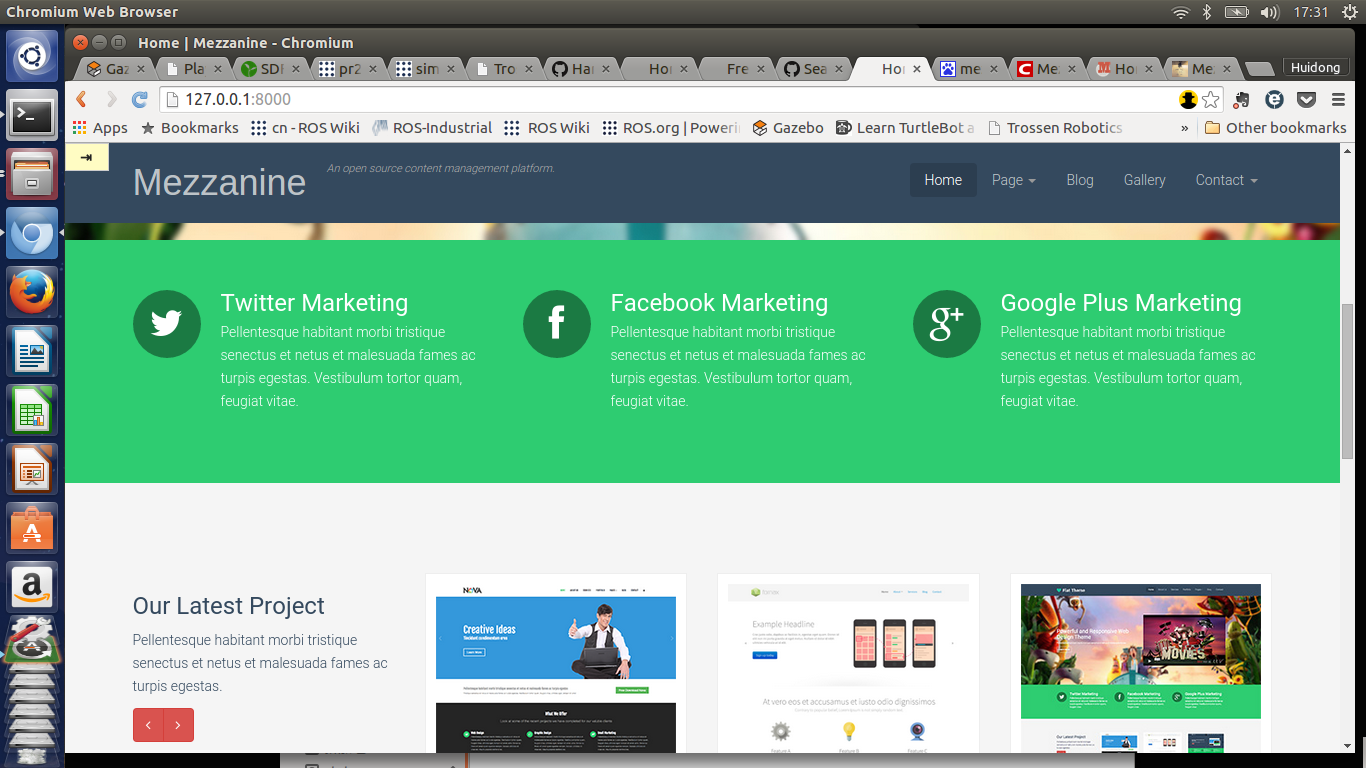 Chromium Web Browser
17:31
Home | Mezzanine - Chromium
Gaz
Pla
SDF
pr2
sim
Tro
Ha
Hor
Fre
Sea
Hor
me
Me
Ho
Me
Huidong
127.0.0.1:8000
Apps
Bookmarks
cn - ROS Wiki
ROS-Industrial
ROS Wiki
ROS.org | Poweri
Gazebo
Learn TurtleBot a
Trossen Robotics
»
Other bookmarks
Mezzanine
An open source content management platform.
Home
Page
Blog
Gallery
Contact
Twitter Marketing
Pellentesque habitant morbi tristique
senectus et netus et malesuada fames ac
turpis egestas. Vestibulum tortor quam,
feugiat vitae.
Facebook Marketing
Pellentesque habitant morbi tristique
senectus et netus et malesuada fames ac
turpis egestas. Vestibulum tortor quam,
feugiat vitae.
Google Plus Marketing
Pellentesque habitant morbi tristique
senectus et netus et malesuada fames ac
turpis egestas. Vestibulum tortor quam,
feugiat vitae.
Our Latest Project
Pellentesque habitant morbi tristique
senectus et netus et malesuada fames ac
turpis egestas.
NOVA
Creative Ideas
What We Offer
Example Headline
At vero eos et accusamus et iusto odio dignissimos
Feature A
Feature B
Feature C
Flat Theme
Powerful and Responsive Web
Design Theme
MOVIES
Twitter Marketing
Facebook Marketing
Google Plus Marketing
Our Latest Project